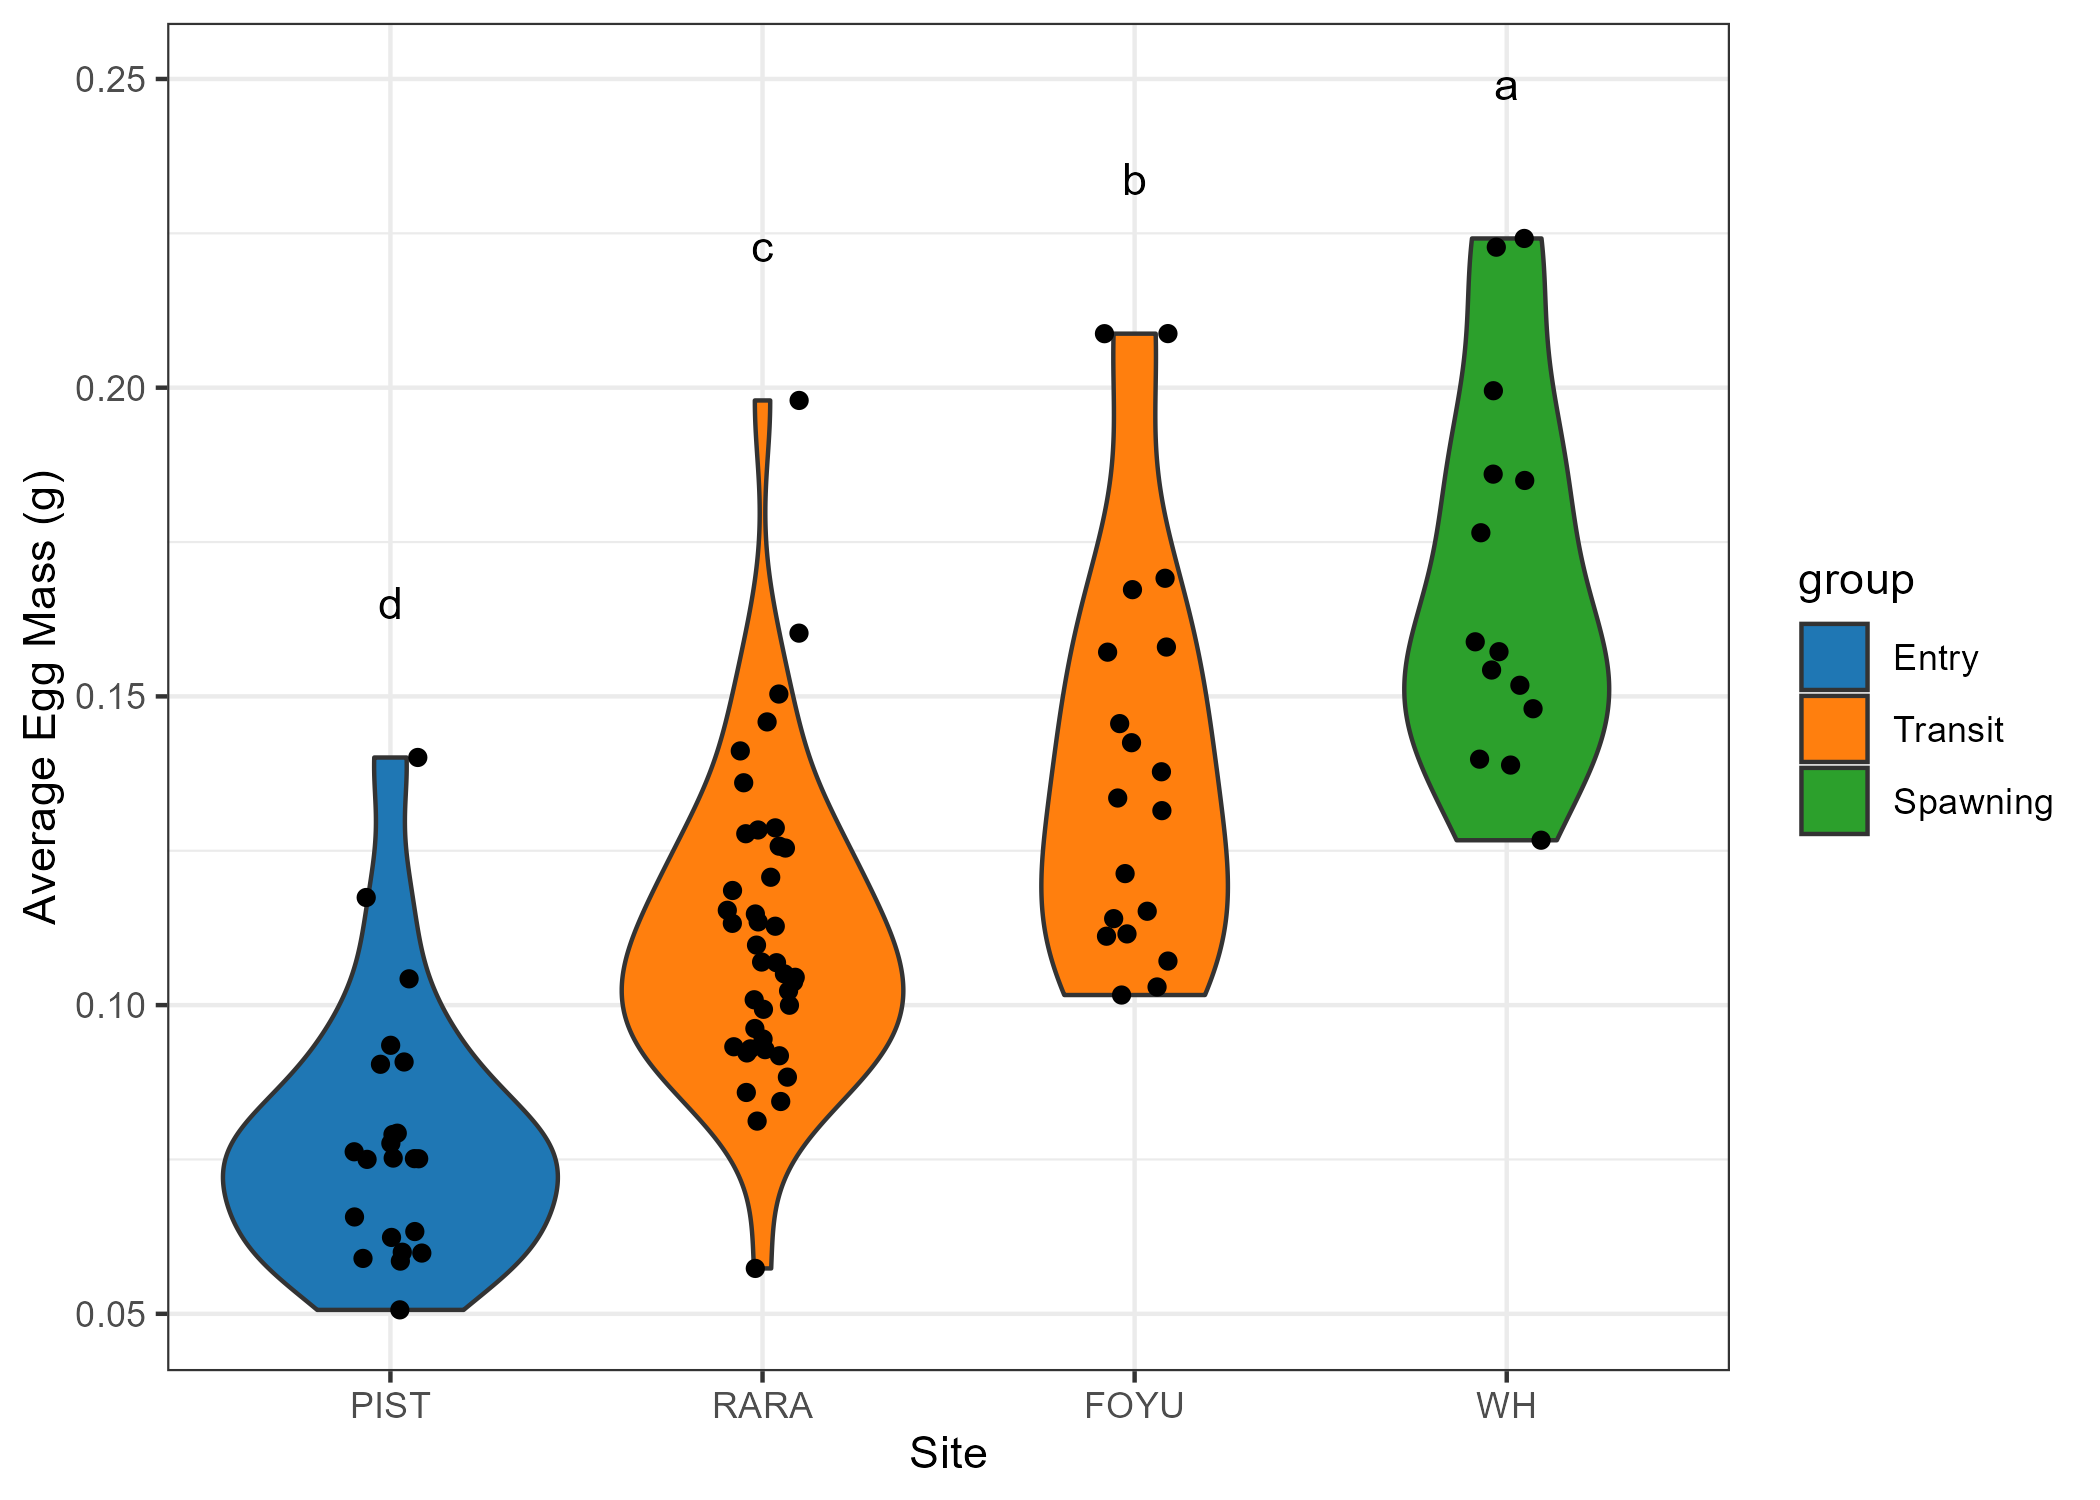 Average Egg Mass (g)
0.25
0.20
0.15
0.10
0.05
a
b
c
d
PIST RARA FOYU WH
Site
group
Entry
Transit
Spawning